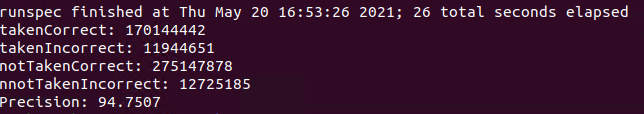 runspec finished at Thu May 20 16:53:26 2021; 26 total seconds elapsed
takenCorrect: 170144442
takenIncorrect: 11944651
notTakenCorrect: 275147878
nnotTakenIncorrect: 12725185
Precision: 94.7507